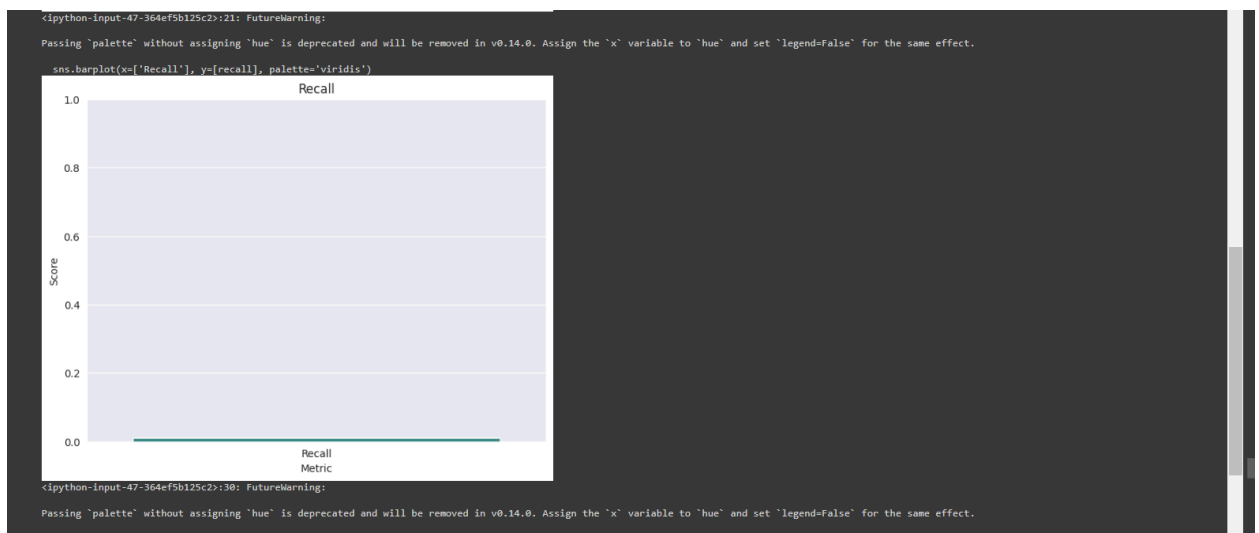 <ipython-input-47-364ef5b125c2>:21: FutureWarning:
Passing `palette` without assigning `hue` is deprecated and will be removed in v0.14.0. Assign the `x` variable to `hue` and set `legend=False` for the same effect.
sns.barplot(x=['Recall'], y=[recall], palette='viridis')
Recall
1.0
0.8
0.6
Score
0.4
0.2
0.0
Recall
Metric
<ipython-input-47-364ef5b125c2>:30: FutureWarning:
Passing `palette` without assigning `hue` is deprecated and will be removed in v0.14.0. Assign the `x` variable to `hue` and set `legend=False` for the same effect.